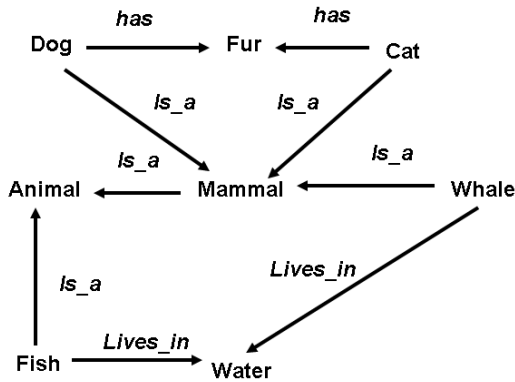 has
has
Dog
Fur
Cat
Is_a
Is_a
Is_a
Is_a
Animal
Mammal
Whale
Lives_in
Is_a
Lives_in
Fish
Water